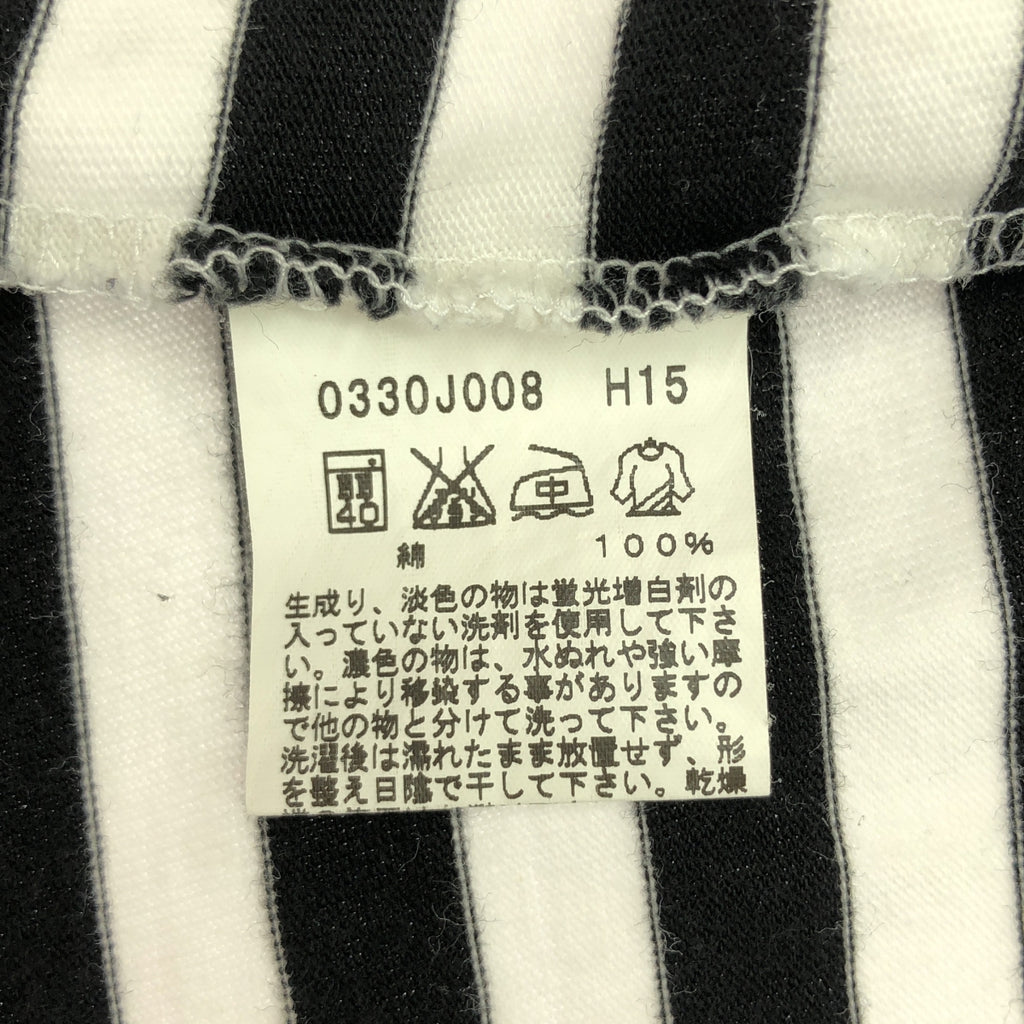 0330J008 H15
40
中
綿 100%
生成り、淡色の物は蛍光増白剤の
入っていない洗剤を使用して下さ
い。濃色の物は、水ぬれや強い摩
擦により移染する事がありますの
で他の物と分けて洗って下さい。
洗濯後は濡れたまま放置せず、形
を整え日陰で干して下さい。乾燥